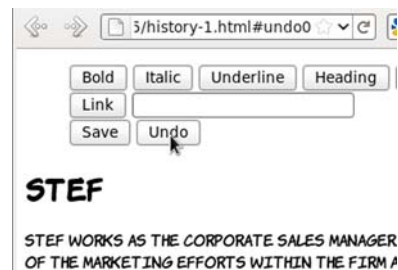 5/history-1.html#undo0
Bold Italic Underline Heading
Link
Save Undo
STEF
STEF WORKS AS THE CORPORATE SALES MANAGER
OF THE MARKETING EFFORTS WITHIN THE FIRM A